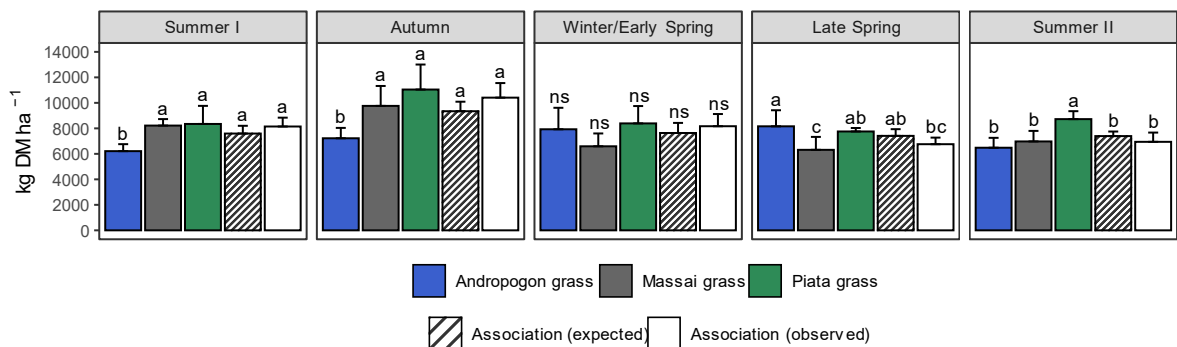 Summer I
Autumn
Winter/Early Spring
Late Spring
Summer II
kg DM ha⁻¹
14000
12000
10000
8000
6000
4000
2000
0
b a a a a
b a a a a
ns ns ns ns ns
a c ab ab bc
b b a b b
Andropogon grass Massai grass Piata grass
Association (expected) Association (observed)